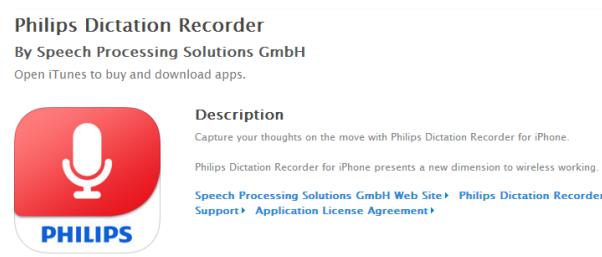 Philips Dictation Recorder
By Speech Processing Solutions GmbH
Open iTunes to buy and download apps.
Description
Capture your thoughts on the move with Philips Dictation Recorder for iPhone.
Philips Dictation Recorder for iPhone presents a new dimension to wireless working.
Speech Processing Solutions GmbH Web Site Philips Dictation Recorder
Support Application License Agreement
PHILIPS